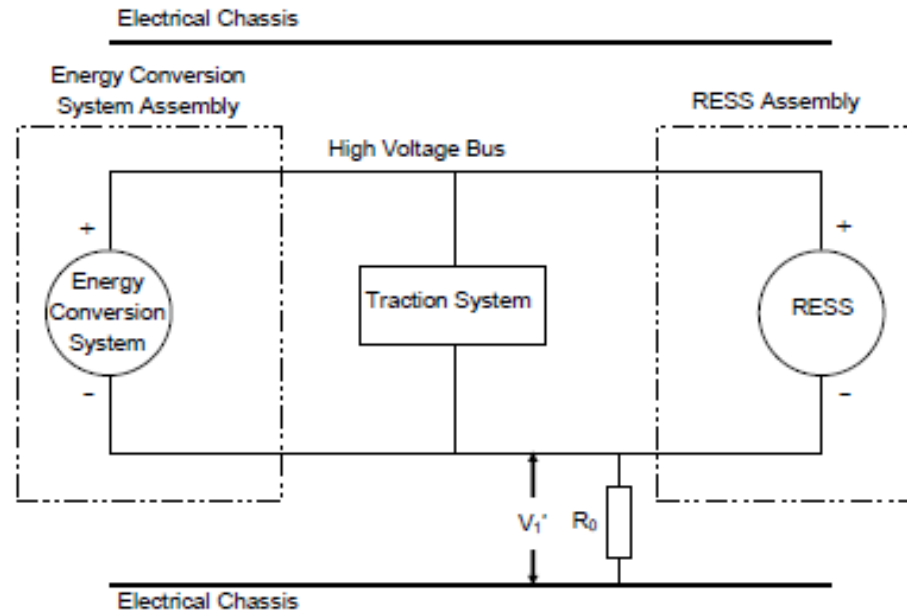 Electrical Chassis
Energy Conversion
System Assembly
RESS Assembly
High Voltage Bus
+
+
Energy
Conversion
System
Traction System
RESS
-
-
V₁'
R₀
Electrical Chassis